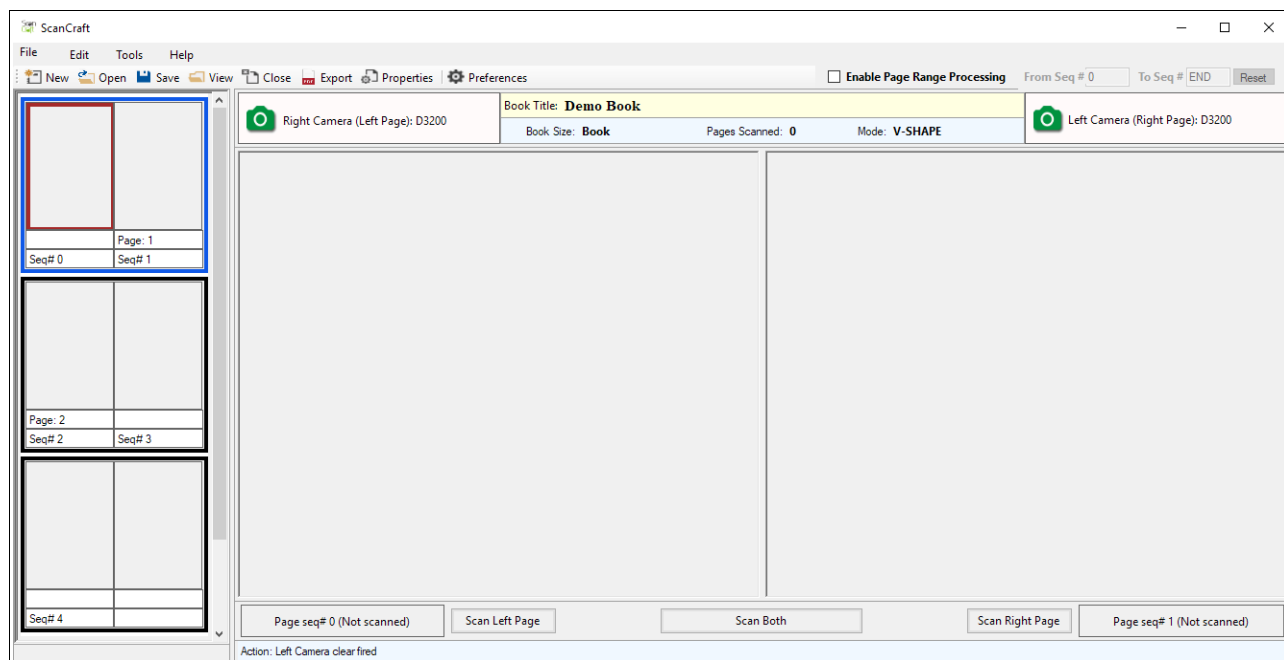 ScanCraft
File Edit Tools Help
New Open Save View Close Export Properties Preferences Enable Page Range Processing From Seq # 0 To Seq # END Reset
Right Camera (Left Page): D3200
Book Title: Demo Book
Book Size: Book Pages Scanned: 0 Mode: V-SHAPE
Left Camera (Right Page): D3200
Page: 1
Seq# 0 Seq# 1
Page: 2
Seq# 2 Seq# 3
Seq# 4
Page seq# 0 (Not scanned) Scan Left Page Scan Both Scan Right Page Page seq# 1 (Not scanned)
Action: Left Camera clear fired